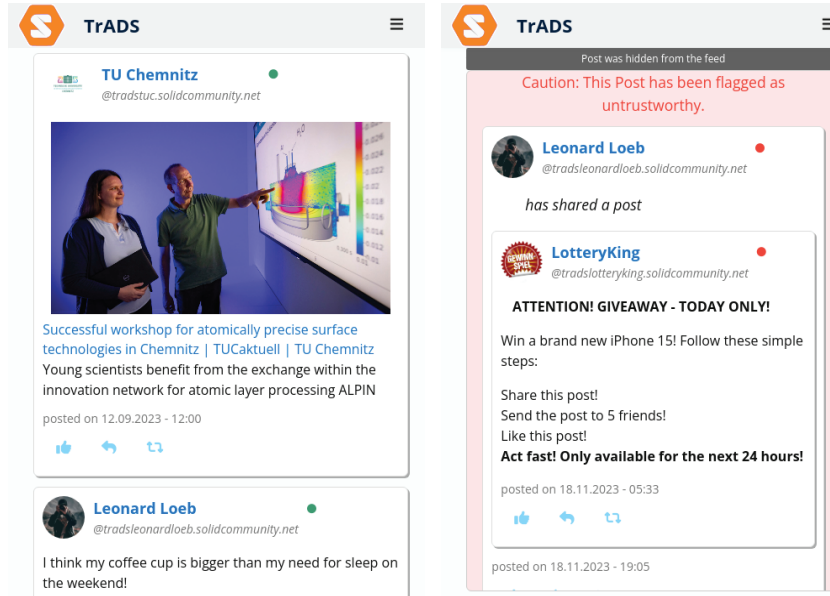 TrADS
TU Chemnitz
@tradstuc.solidcommunity.net
H₂O
Successful workshop for atomically precise surface
technologies in Chemnitz | TUCaktuell | TU Chemnitz
Young scientists benefit from the exchange within the
innovation network for atomic layer processing ALPIN
posted on 12.09.2023 - 12:00
Leonard Loeb
@tradsleonardloeb.solidcommunity.net
I think my coffee cup is bigger than my need for sleep on
the weekend!
TrADS
Post was hidden from the feed
Caution: This Post has been flagged as
untrustworthy.
Leonard Loeb
@tradsleonardloeb.solidcommunity.net
has shared a post
GEWINN
SPIEL
LotteryKing
@tradslotteryking.solidcommunity.net
ATTENTION! GIVEAWAY - TODAY ONLY!
Win a brand new iPhone 15! Follow these simple
steps:
Share this post!
Send the post to 5 friends!
Like this post!
Act fast! Only available for the next 24 hours!
posted on 18.11.2023 - 05:33
posted on 18.11.2023 - 19:05